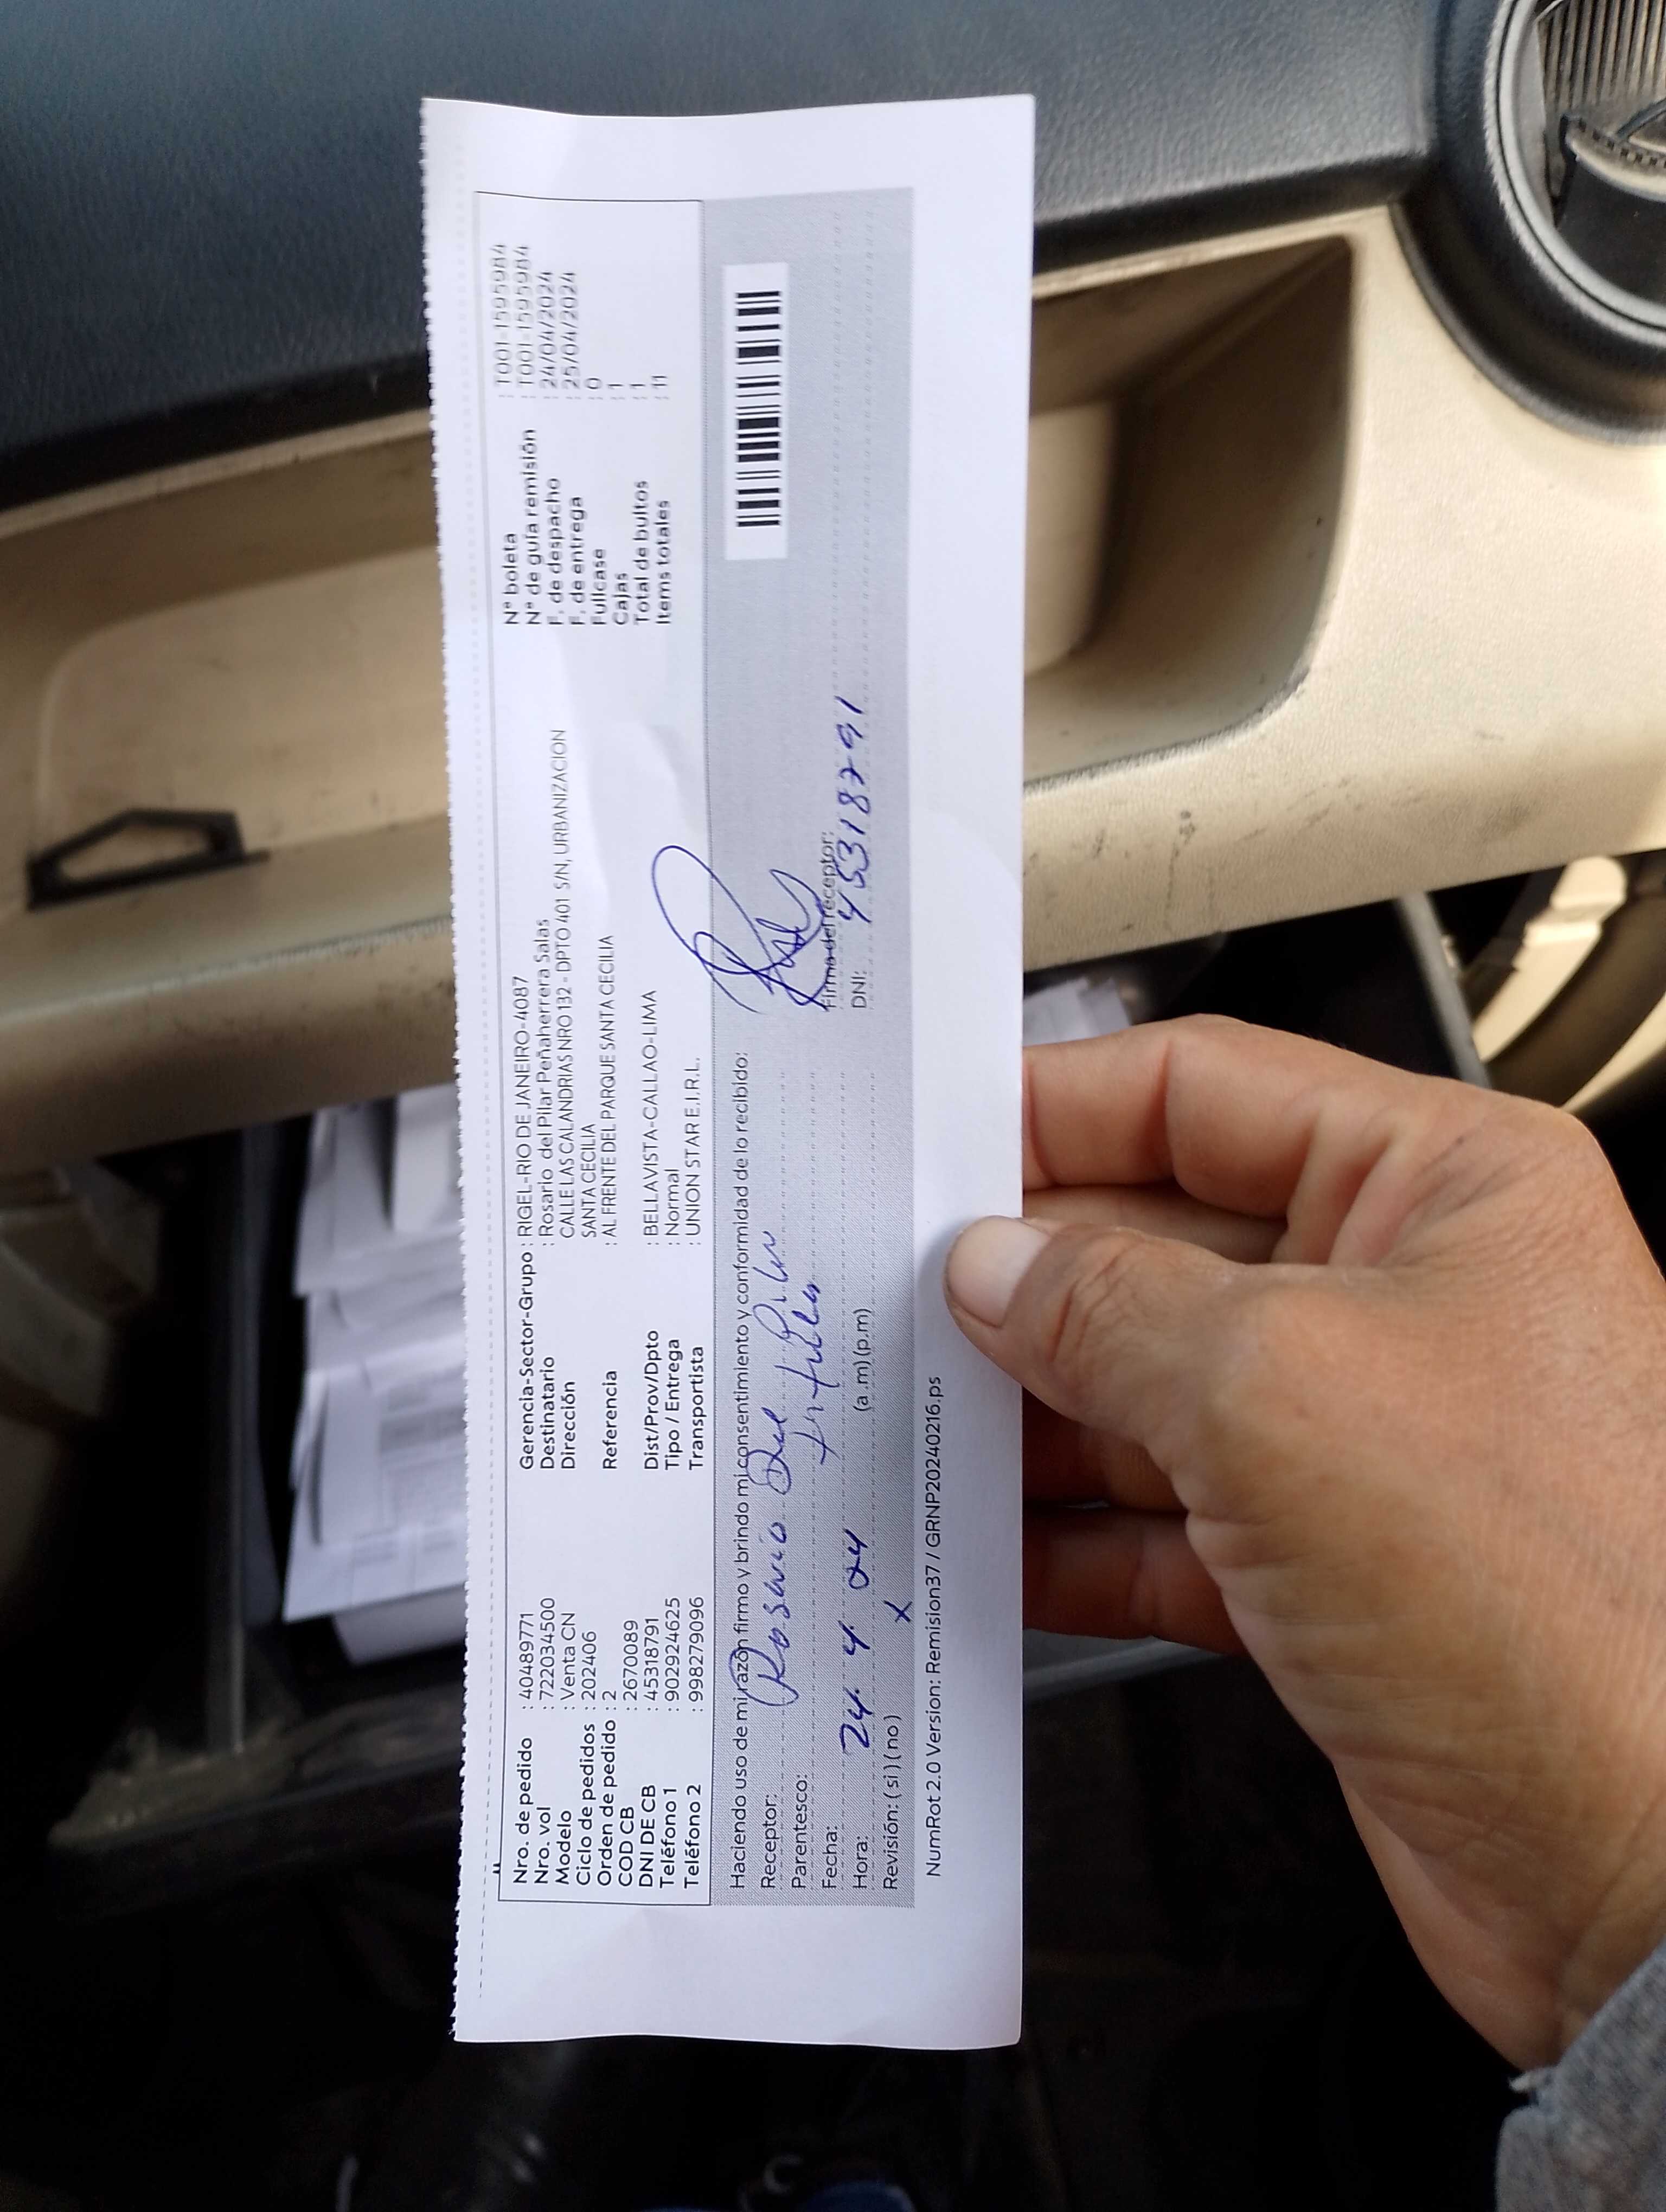 Nro. de pedido : 40489771
Nro. vol : 722034500
Modelo : Venta CN
Ciclo de pedidos : 202406
Orden de pedido : 2
COD CB : 2670089
DNI DE CB : 45318791
Teléfono 1 : 902924625
Teléfono 2 : 998279096
Gerencia-Sector-Grupo : RIGEL-RIO DE JANEIRO-4087
Destinatario : Rosario del Pilar Peñaherrera Salas
Dirección : CALLE LAS CALANDRIAS NRO 132 - DPTO 401 S/N, URBANIZACION
SANTA CECILIA
Referencia : AL FRENTE DEL PARQUE SANTA CECILIA
Dist/Prov/Dpto : BELLAVISTA-CALLAO-LIMA
Tipo / Entrega : Normal
Transportista : UNION STAR E.I.R.L.
N° boleta : T001-1595984
N° de guía remisión : T001-1595984
F. de despacho : 24/04/2024
F. de entrega : 25/04/2024
Fullcase : 0
Cajas : 1
Total de bultos : 1
Items totales : 11
Haciendo uso de mi razón firmo y brindo mi consentimiento y conformidad de lo recibido:
Receptor: Rosario Del Pilar
Parentesco: titular
Fecha: 24 4 24
Hora: (a.m) (p.m)
Revisión: ( si ) ( no ) X
Firma del receptor:
DNI: 45318791
NumRot 2.0 Version: Remision37 / GRNP20240216.ps